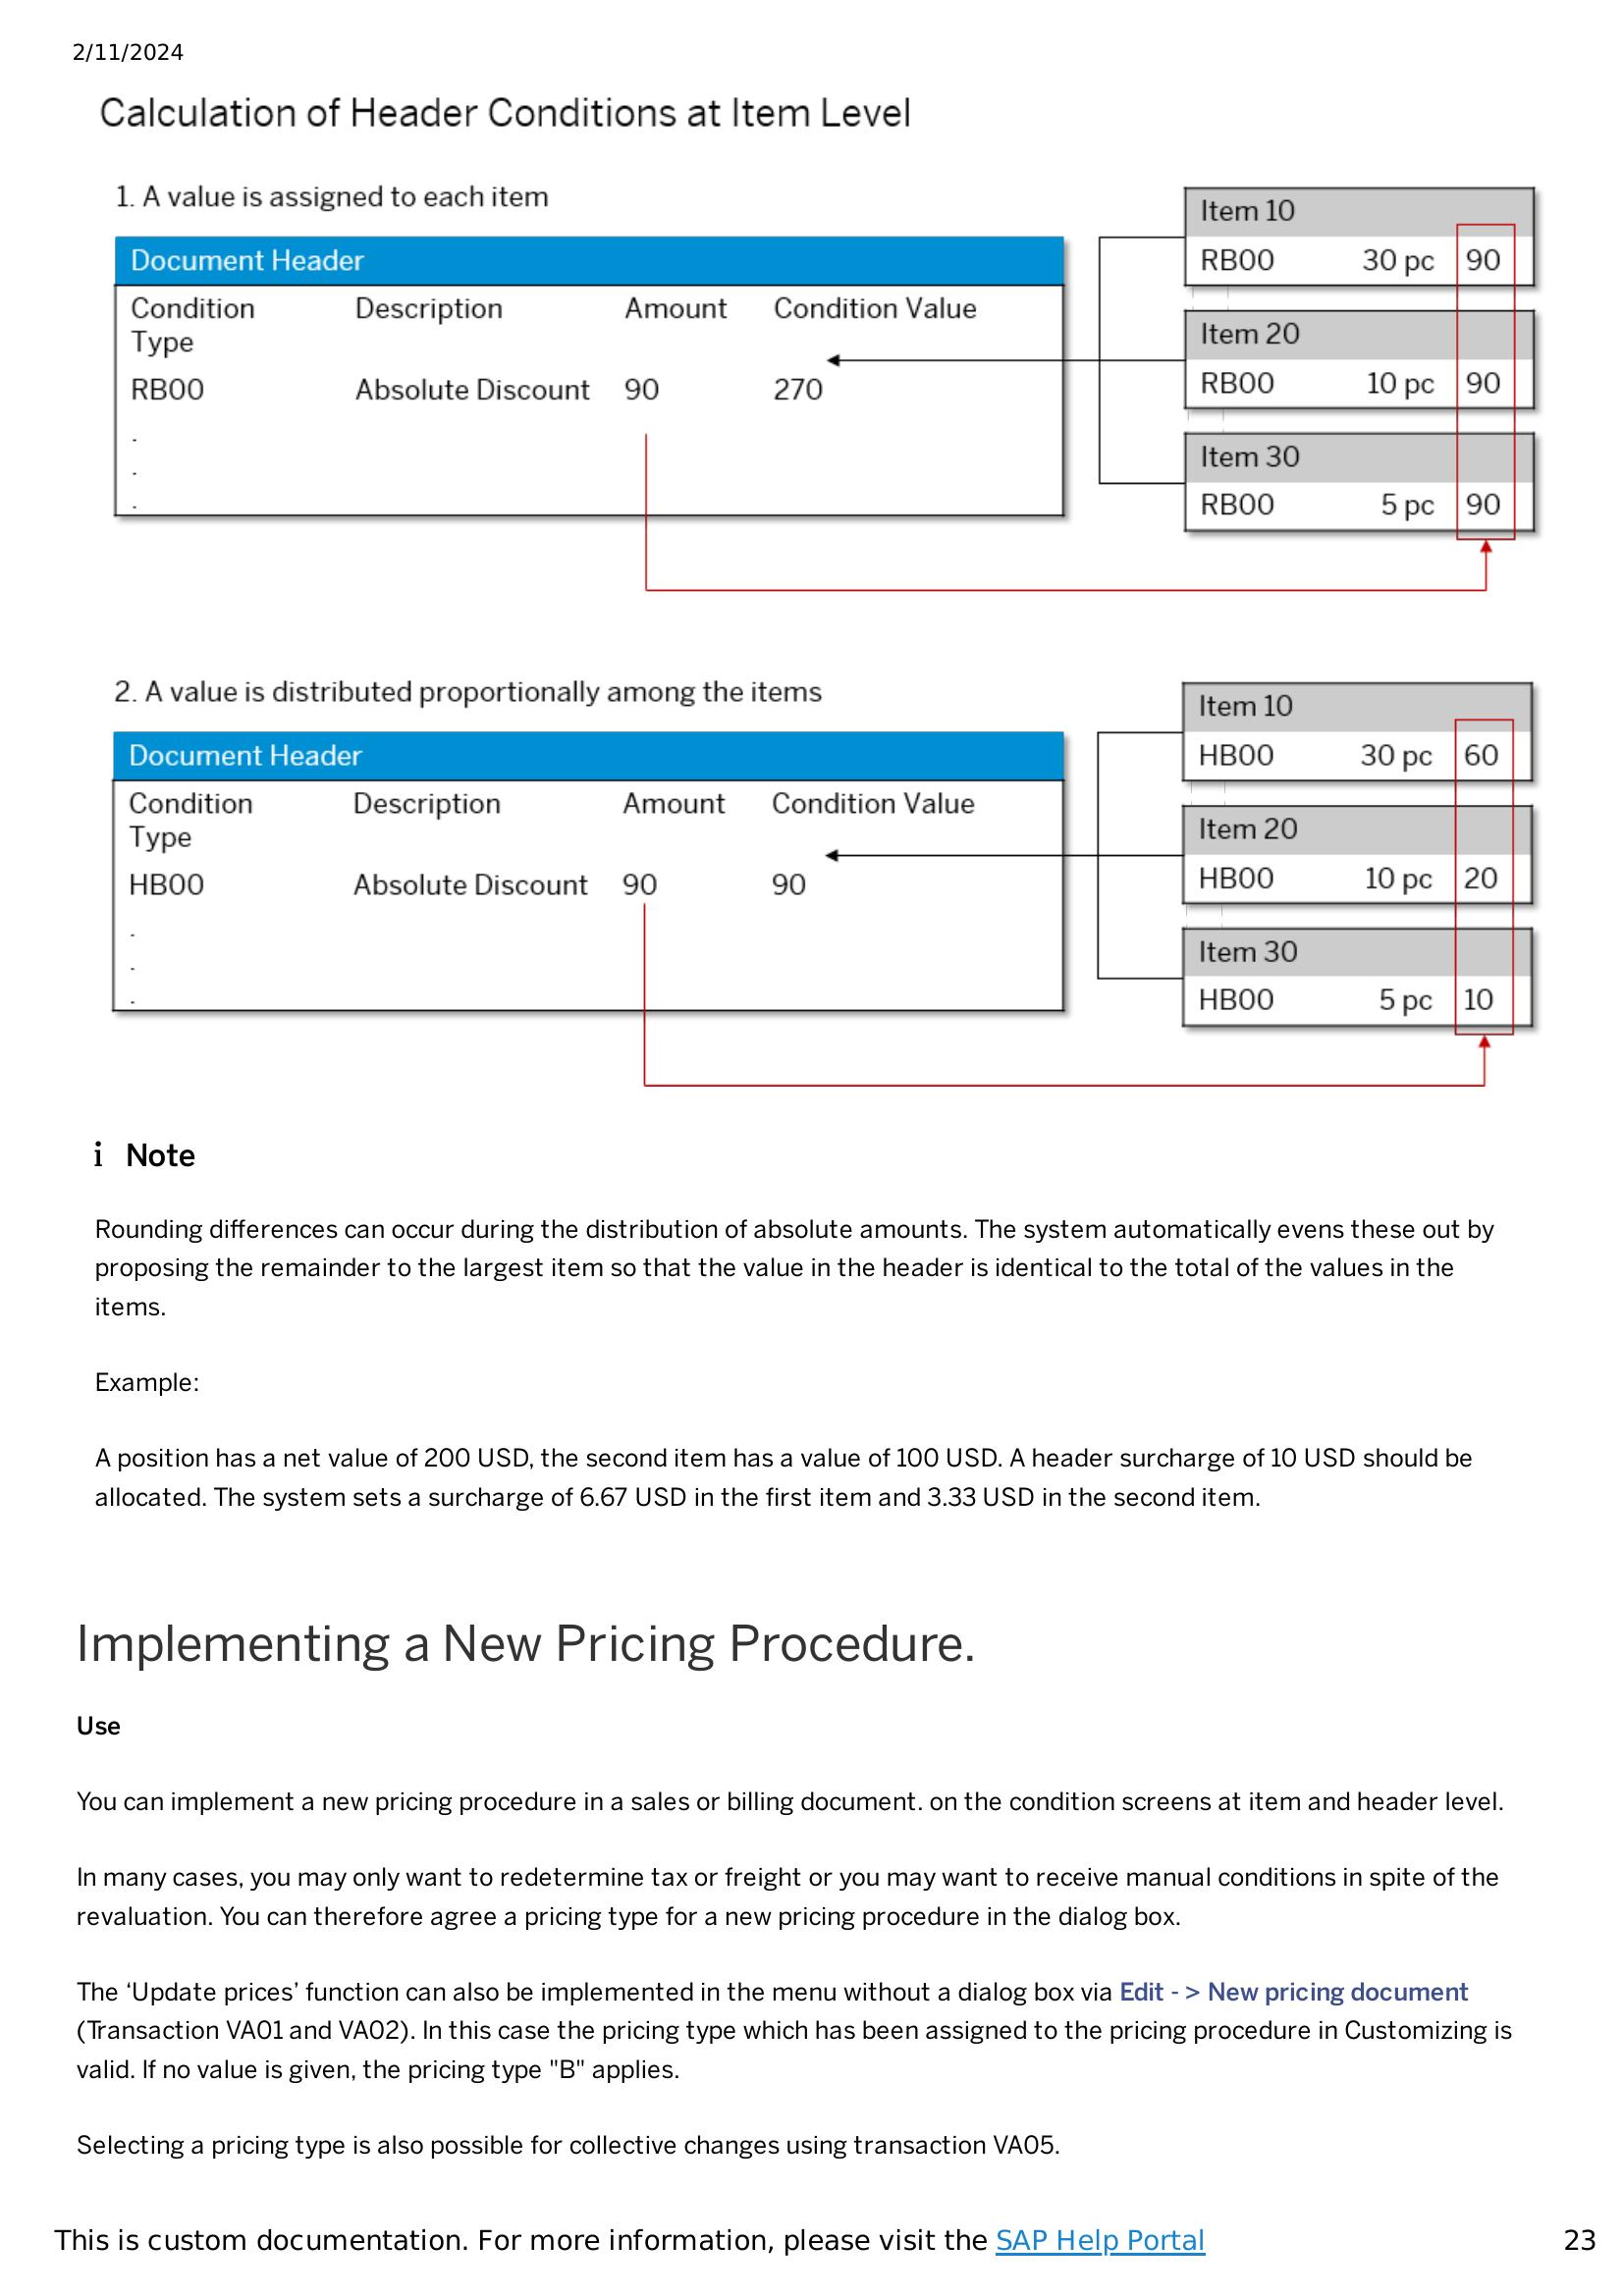 2/11/2024
Calculation of Header Conditions at Item Level
1. A value is assigned to each item
Document Header
Condition Type Description Amount Condition Value
RB00 Absolute Discount 90 270
.
.
.
Item 10
RB00 30 pc 90
Item 20
RB00 10 pc 90
Item 30
RB00 5 pc 90
2. A value is distributed proportionally among the items
Document Header
Condition Type Description Amount Condition Value
HB00 Absolute Discount 90 90
.
.
.
Item 10
HB00 30 pc 60
Item 20
HB00 10 pc 20
Item 30
HB00 5 pc 10
i Note
Rounding differences can occur during the distribution of absolute amounts. The system automatically evens these out by
proposing the remainder to the largest item so that the value in the header is identical to the total of the values in the
items.
Example:
A position has a net value of 200 USD, the second item has a value of 100 USD. A header surcharge of 10 USD should be
allocated. The system sets a surcharge of 6.67 USD in the first item and 3.33 USD in the second item.
Implementing a New Pricing Procedure.
Use
You can implement a new pricing procedure in a sales or billing document. on the condition screens at item and header level.
In many cases, you may only want to redetermine tax or freight or you may want to receive manual conditions in spite of the
revaluation. You can therefore agree a pricing type for a new pricing procedure in the dialog box.
The ‘Update prices’ function can also be implemented in the menu without a dialog box via Edit - > New pricing document
(Transaction VA01 and VA02). In this case the pricing type which has been assigned to the pricing procedure in Customizing is
valid. If no value is given, the pricing type "B" applies.
Selecting a pricing type is also possible for collective changes using transaction VA05.
This is custom documentation. For more information, please visit the SAP Help Portal 23